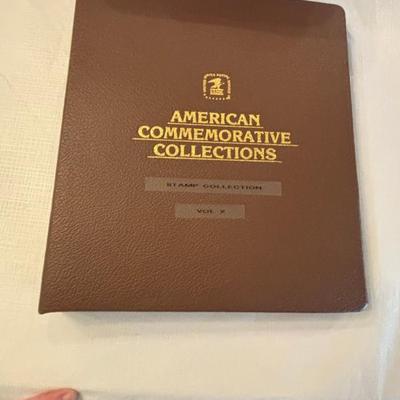 AMERICAN
COMMEMORATIVE
COLLECTIONS
STAMP COLLECTION
VOL X